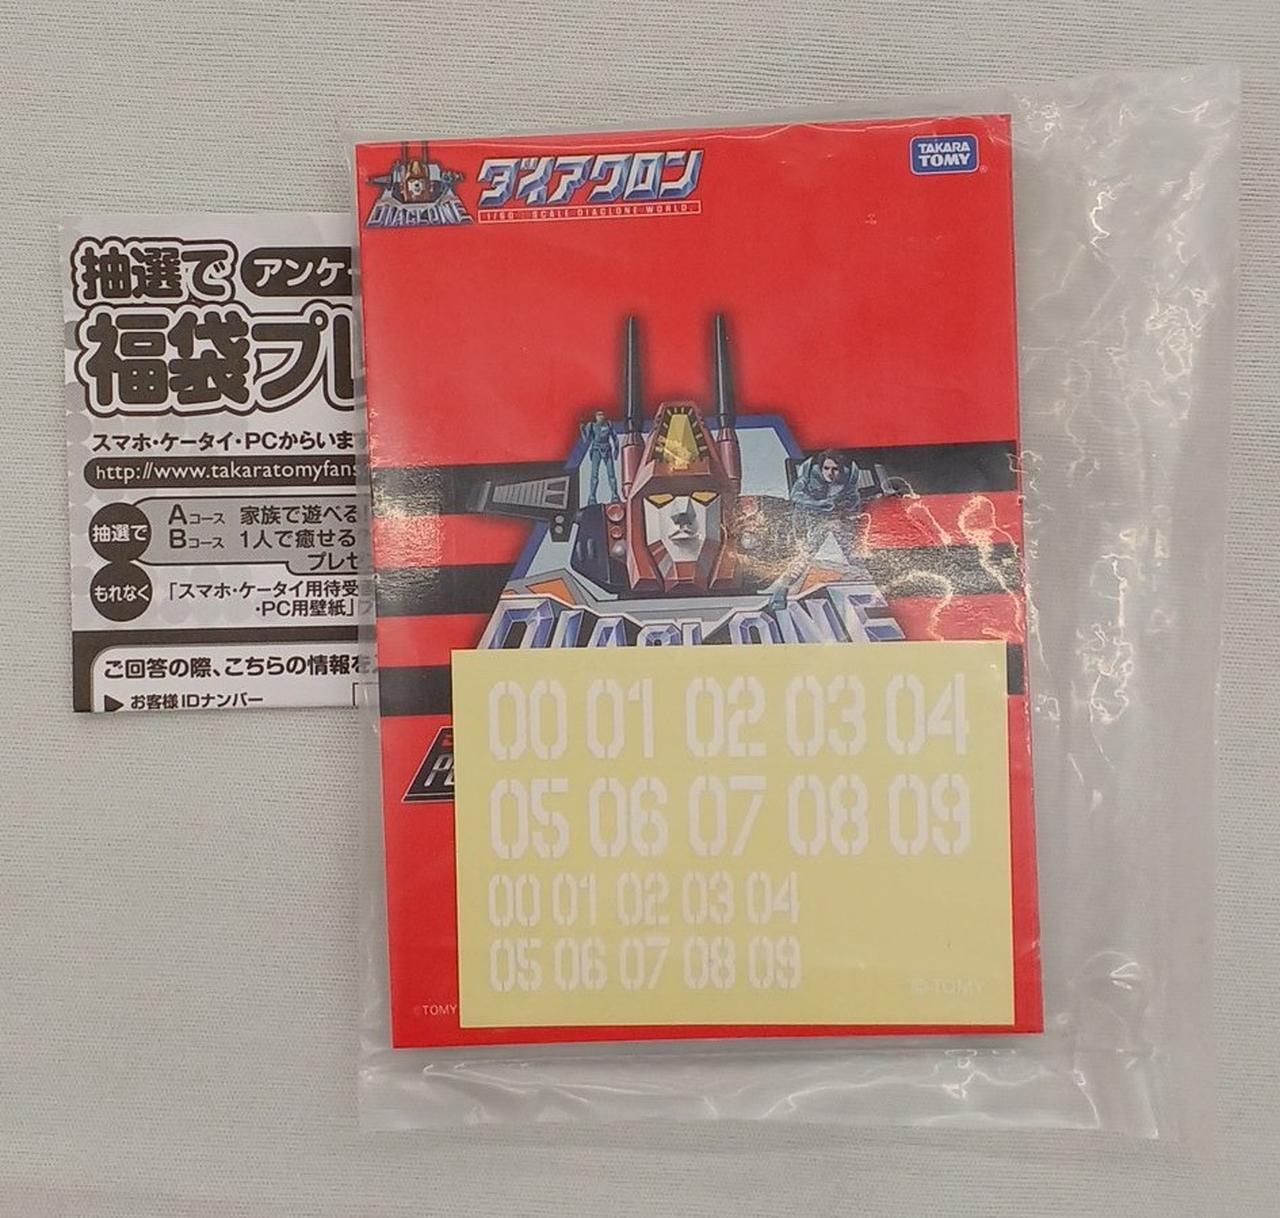 抽選で アンケー
福袋プレ
スマホ・ケータイ・PCからいます
http://www.takaratomyfans
抽選で
Aコース 家族で遊べる
Bコース 1人で癒せる
プレゼ
もれなく
「スマホ・ケータイ用待受
・PC用壁紙」
ご回答の際、こちらの情報を
▶ お客様IDナンバー
DIACLONE
ダイアクロン
1/60 : SCALE DIACLONE WORLD.
TAKARA
TOMY
DIACLONE
00 01 02 03 04
05 06 07 08 09
00 01 02 03 04
05 06 07 08 09
© TOMY
©TOMY